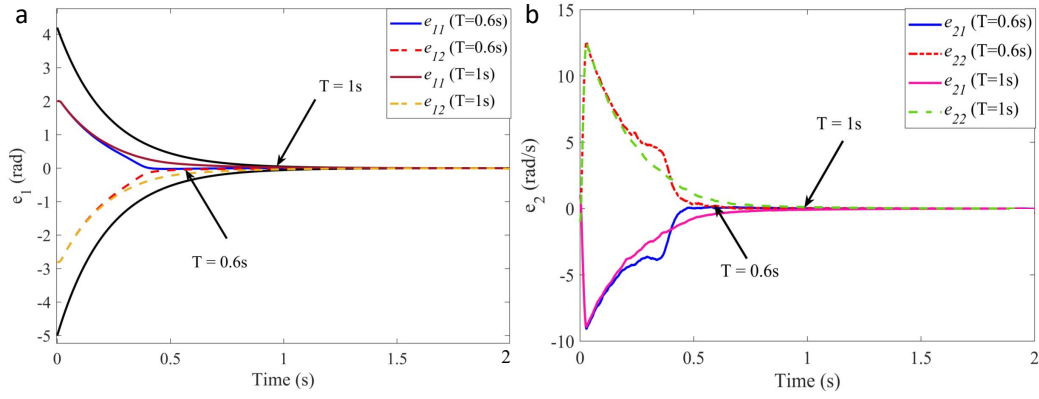 a
e11 (T=0.6s)
e12 (T=0.6s)
e11 (T=1s)
e12 (T=1s)
T = 1s
T = 0.6s
4
3
2
1
0
-1
-2
-3
-4
-5
e1 (rad)
0
0.5
1
1.5
2
Time (s)
b
e21 (T=0.6s)
e22 (T=0.6s)
e21 (T=1s)
e22 (T=1s)
T = 1s
T = 0.6s
15
10
5
0
-5
-10
e2 (rad/s)
0
0.5
1
1.5
2
Time (s)